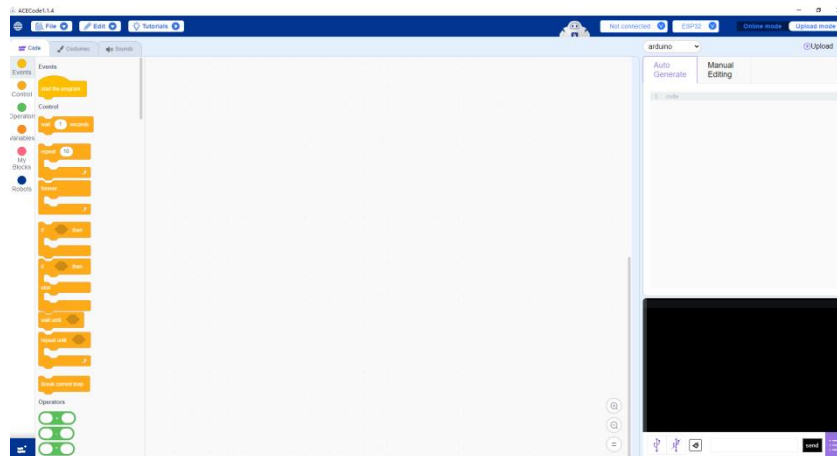 ACECode1.1.4
File Edit Tutorials Not connected ESP32 Online mode Upload mode
Code Costumes Sounds arduino Upload
Events
Control
Operators
Variables
My
Blocks
Robots
Events
start the program
Control
wait 1 seconds
repeat 10
forever
if then
if then
else
wait until
repeat until
break current loop
Operators
Auto
Generate
Manual
Editing
1 code
send